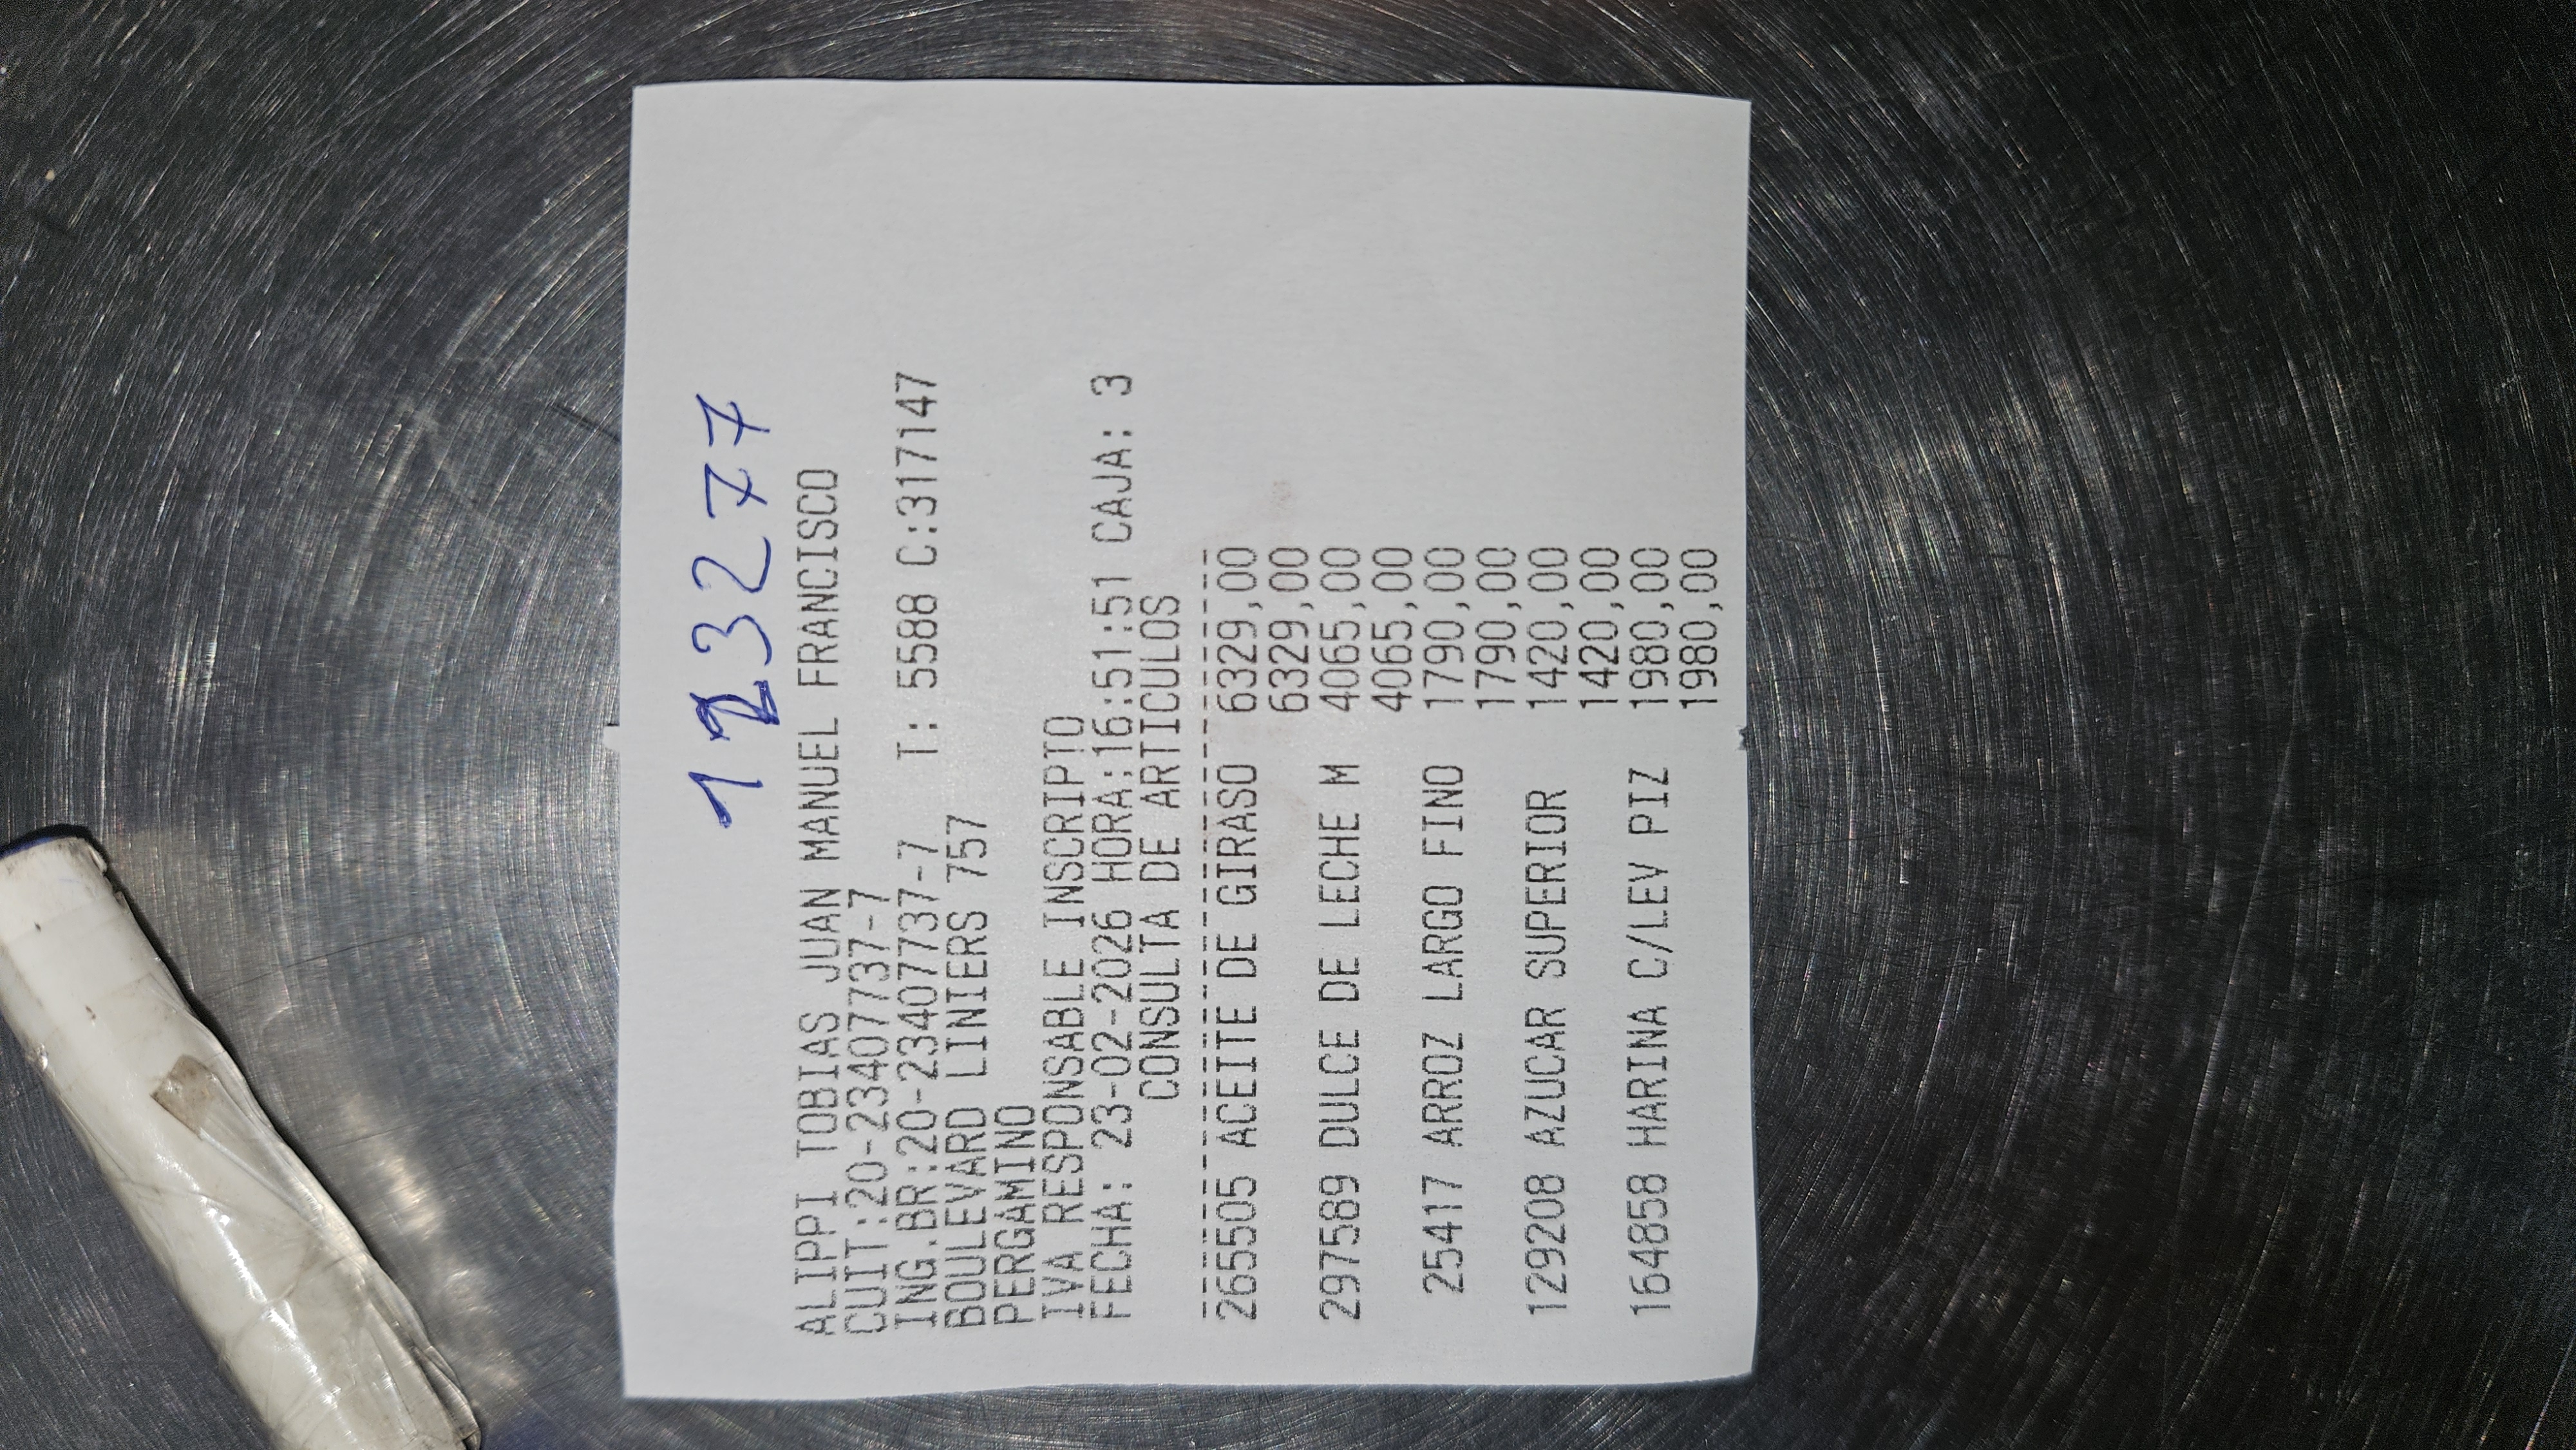 123277
ALIPPI TOBIAS JUAN MANUEL FRANCISCO
CUIT:20-23407737-7
ING.BR:20-23407737-7 T: 5588 C:317147
BOULEVARD LINIERS 757
PERGAMINO
IVA RESPONSABLE INSCRIPTO
FECHA: 23-02-2026 HORA:16:51:51 CAJA: 3
CONSULTA DE ARTICULOS
265505 ACEITE DE GIRASO 6329,00
6329,00
297589 DULCE DE LECHE M 4065,00
4065,00
25417 ARROZ LARGO FINO 1790,00
1790,00
129208 AZUCAR SUPERIOR 1420,00
1420,00
164858 HARINA C/LEV PIZ 1980,00
1980,00